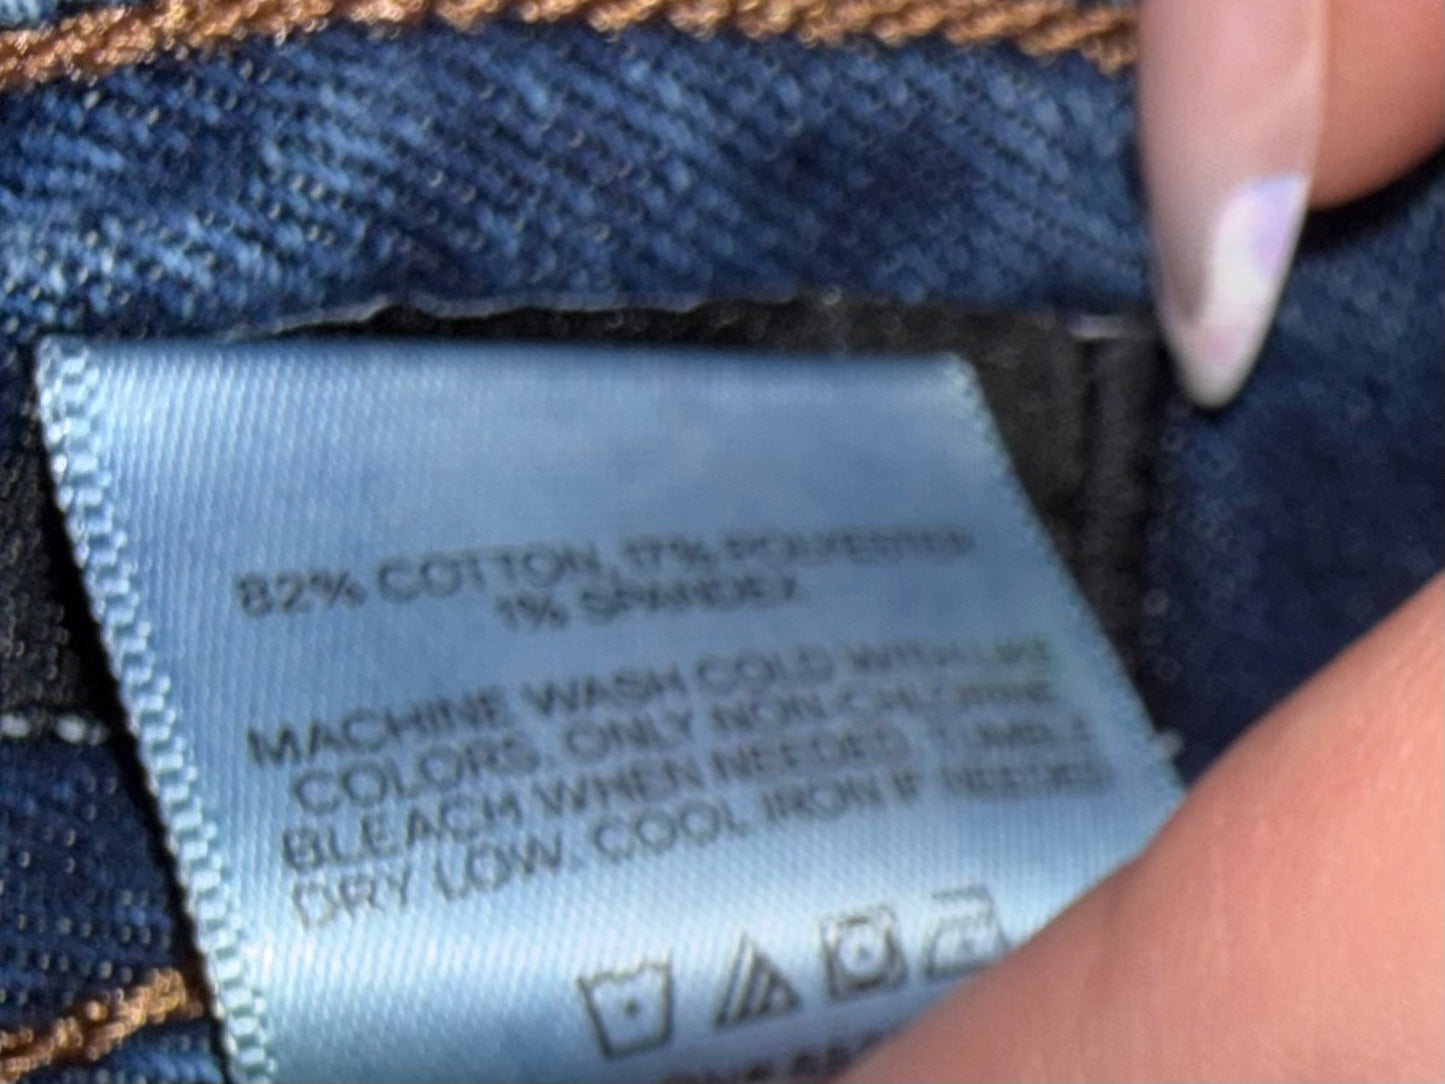 82% COTTON, 17% POLYESTER
1% SPANDEX
MACHINE WASH COLD WITH LIKE
COLORS. ONLY NON-CHLORINE
BLEACH WHEN NEEDED. TUMBLE
DRY LOW. COOL IRON IF NEEDED